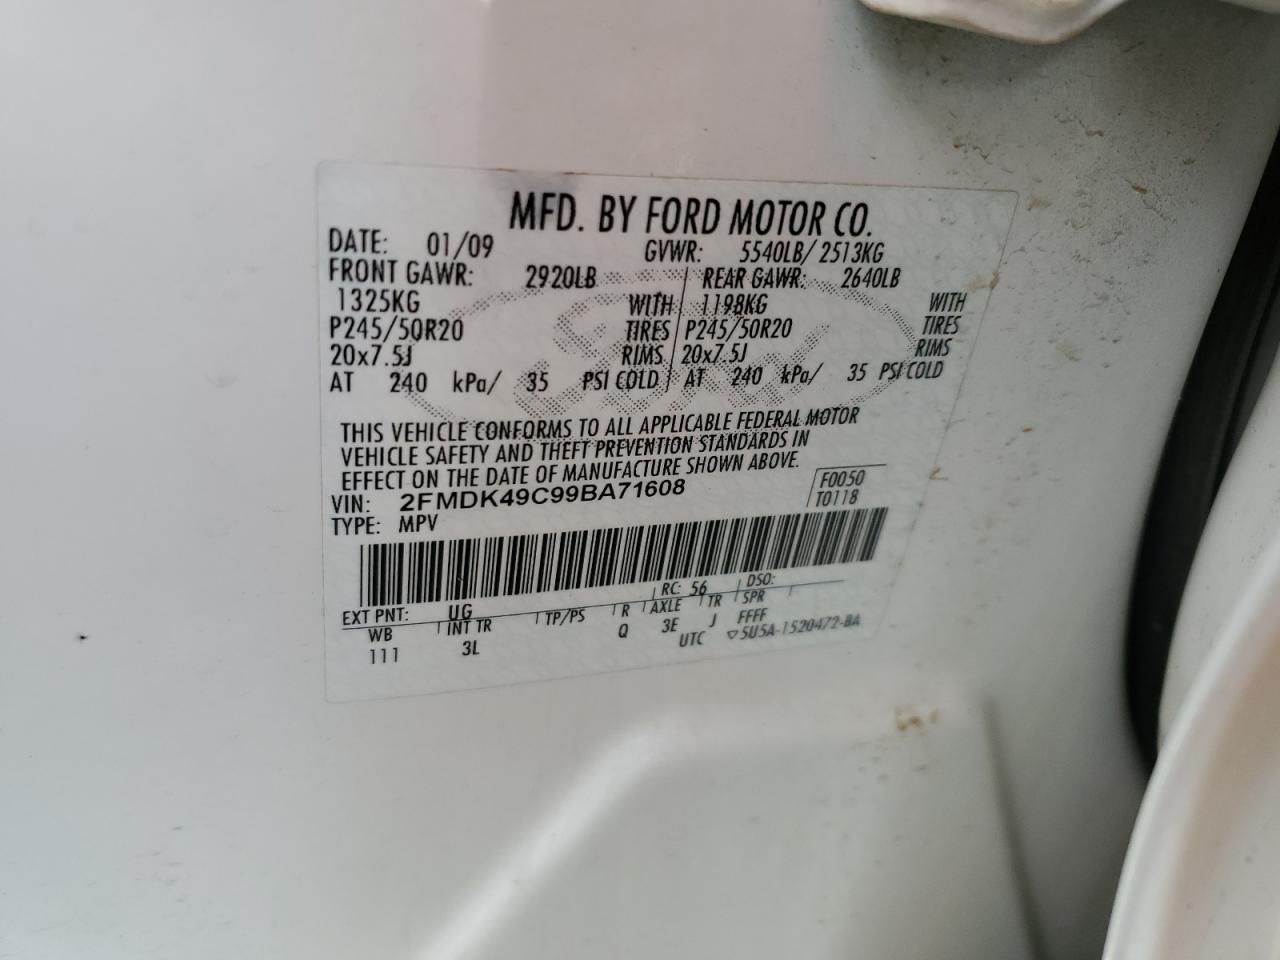 MFD. BY FORD MOTOR CO.
DATE: 01/09 GVWR: 5540LB/2513KG
FRONT GAWR: 2920LB REAR GAWR: 2640LB
1325KG WITH 1198KG WITH
P245/50R20 TIRES P245/50R20 TIRES
20x7.5J RIMS 20x7.5J RIMS
AT 240 kPa/ 35 PSI COLD AT 240 kPa/ 35 PSI COLD
THIS VEHICLE CONFORMS TO ALL APPLICABLE FEDERAL MOTOR
VEHICLE SAFETY AND THEFT PREVENTION STANDARDS IN
EFFECT ON THE DATE OF MANUFACTURE SHOWN ABOVE.
VIN: 2FMDK49C99BA71608 F0050
TYPE: MPV T0118
EXT PNT: UG RC: 56 DSO:
WB INT TR TP/PS R AXLE TR SPR
111 3L Q 3E J FFFF
UTC ▽5U5A-1520472-BA